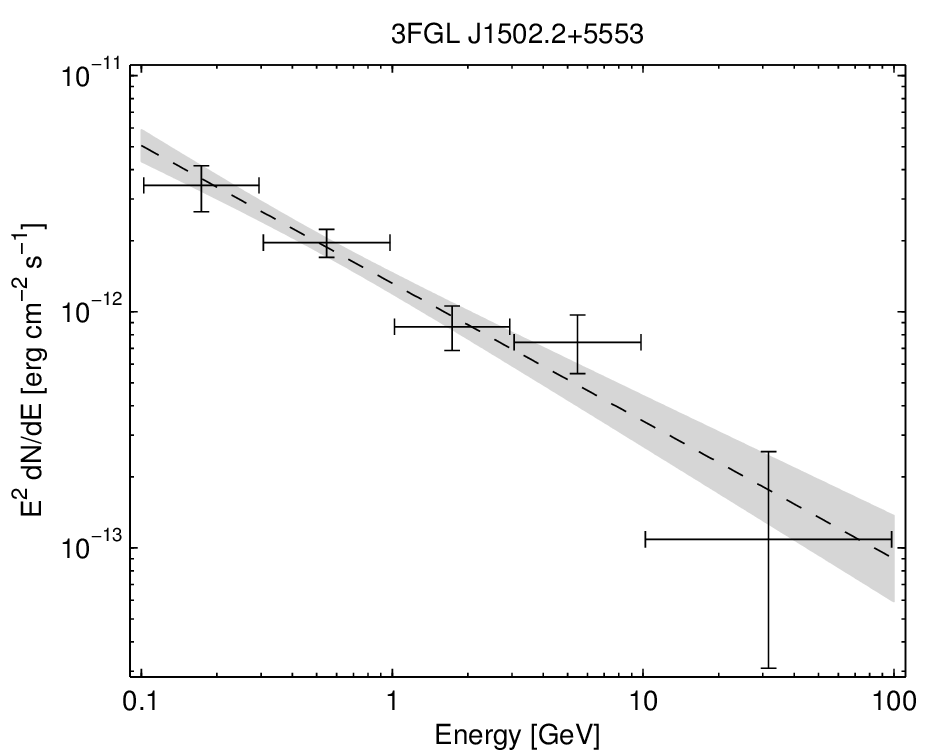 3FGL J1502.2+5553
10⁻¹¹
10⁻¹²
10⁻¹³
E² dN/dE [erg cm⁻² s⁻¹]
0.1 1 10 100
Energy [GeV]